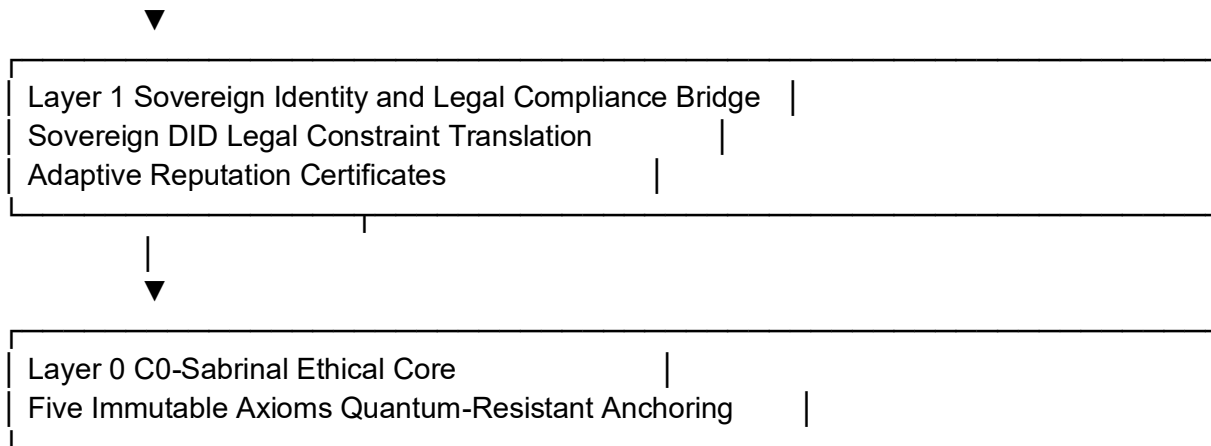 ▼
Layer 1 Sovereign Identity and Legal Compliance Bridge
Sovereign DID Legal Constraint Translation
Adaptive Reputation Certificates
▼
Layer 0 C0-Sabrinal Ethical Core
Five Immutable Axioms Quantum-Resistant Anchoring